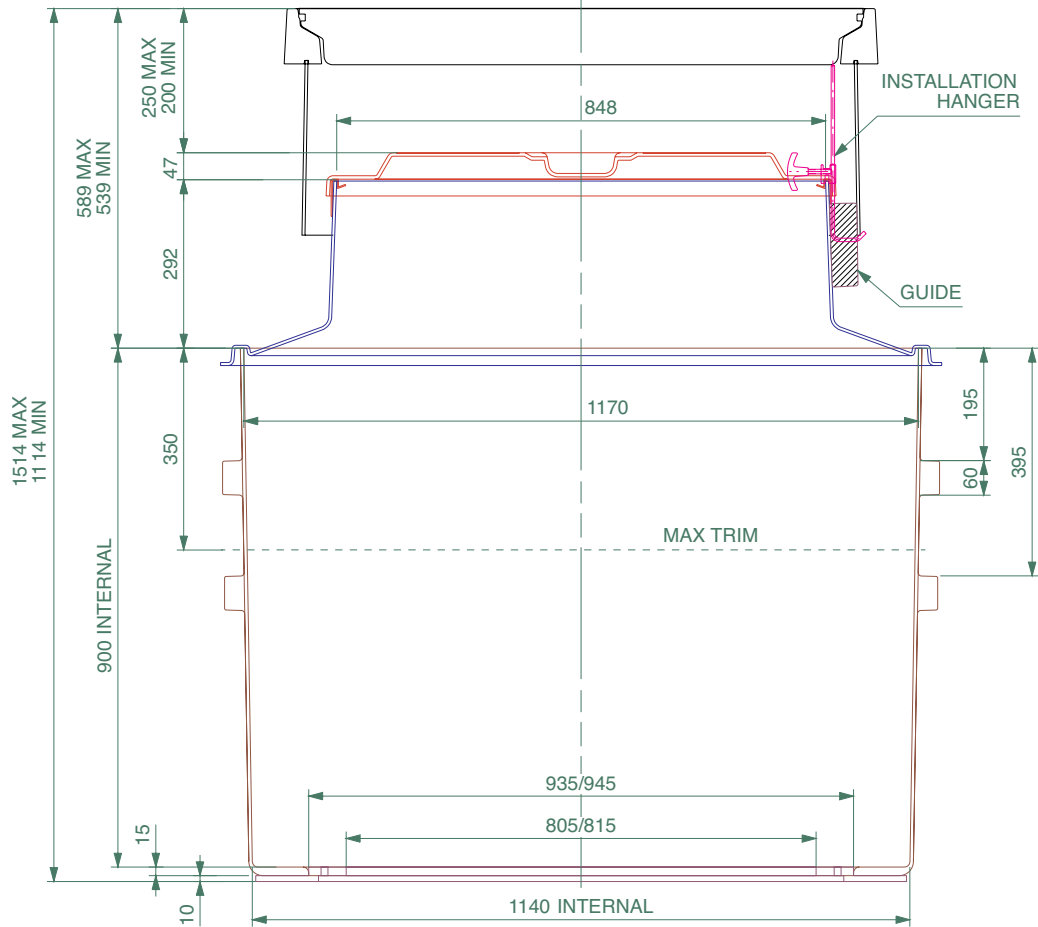 250 MAX
200 MIN
589 MAX
539 MIN
47
292
848
INSTALLATION
HANGER
GUIDE
1514 MAX
1114 MIN
350
1170
195
60
395
MAX TRIM
900 INTERNAL
935/945
805/815
15
10
1140 INTERNAL